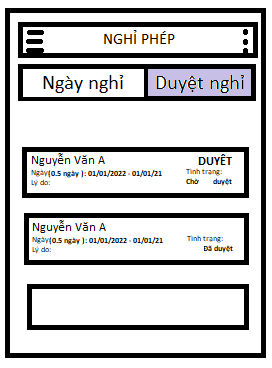 NGHỈ PHÉP
Ngày nghỉ Duyệt nghỉ
Nguyễn Văn A DUYỆT
Ngày(0.5 ngày ): 01/01/2022 - 01/01/21 Tình trạng:
Lý do: Chờ duyệt
Nguyễn Văn A
Ngày(0.5 ngày ): 01/01/2022 - 01/01/21 Tình trạng:
Lý do: Đã duyệt